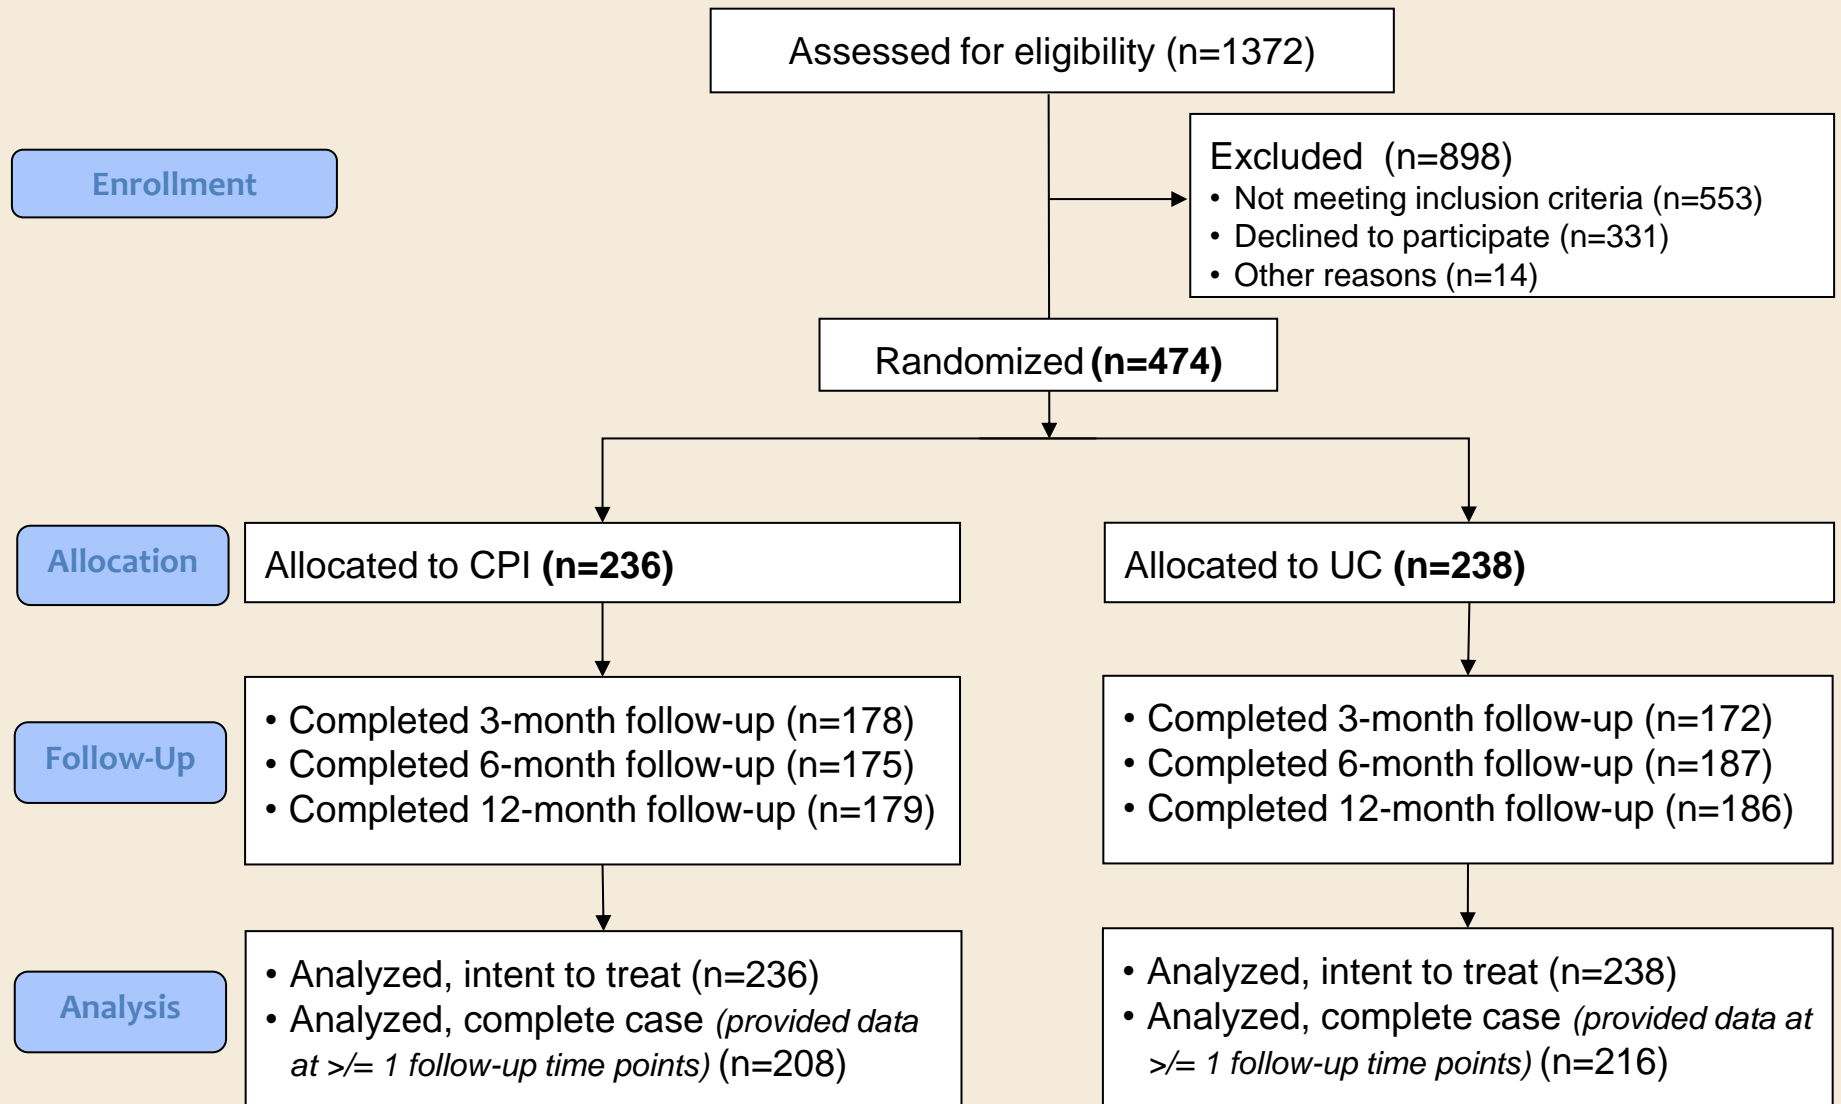 Assessed for eligibility (n=1372)
Enrollment
Excluded (n=898)
• Not meeting inclusion criteria (n=553)
• Declined to participate (n=331)
• Other reasons (n=14)
Randomized (n=474)
Allocation
Allocated to CPI (n=236)
Allocated to UC (n=238)
Follow-Up
• Completed 3-month follow-up (n=178)
• Completed 6-month follow-up (n=175)
• Completed 12-month follow-up (n=179)
• Completed 3-month follow-up (n=172)
• Completed 6-month follow-up (n=187)
• Completed 12-month follow-up (n=186)
Analysis
• Analyzed, intent to treat (n=236)
• Analyzed, complete case (provided data
at >/= 1 follow-up time points) (n=208)
• Analyzed, intent to treat (n=238)
• Analyzed, complete case (provided data at
>/= 1 follow-up time points) (n=216)